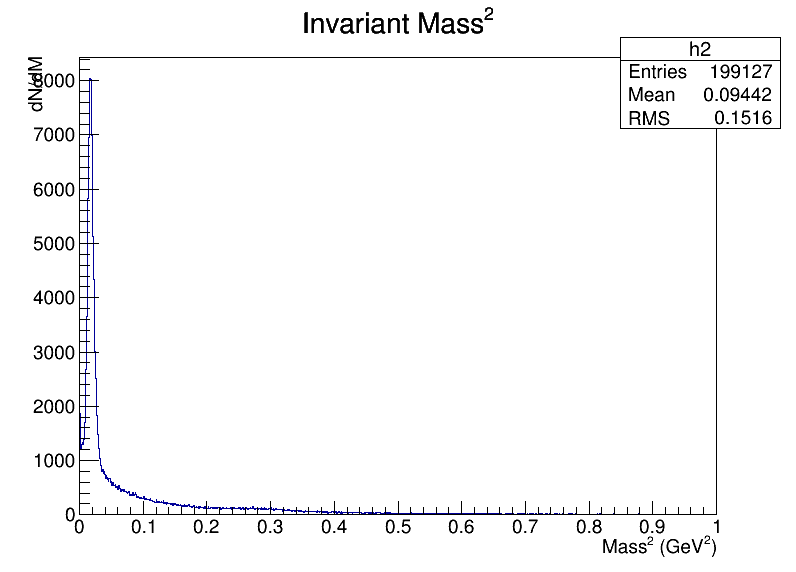 Invariant Mass²
h2
Entries 199127
Mean 0.09442
RMS 0.1516
dN/dM
8000
7000
6000
5000
4000
3000
2000
1000
0
0 0.1 0.2 0.3 0.4 0.5 0.6 0.7 0.8 0.9 1
Mass² (GeV²)